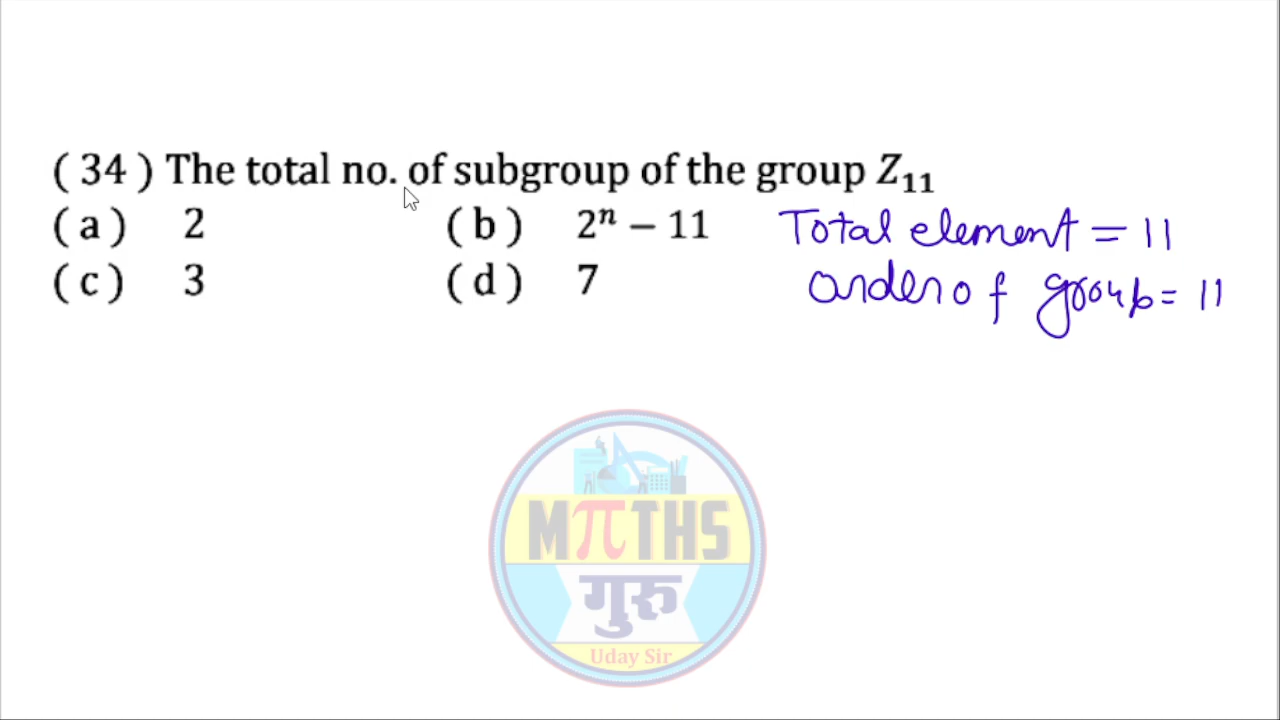 ( 34 ) The total no. of subgroup of the group Z₁₁
( a ) 2 ( b ) 2ⁿ − 11
( c ) 3 ( d ) 7
Total element = 11
order of group = 11
MπTHS
गुरु
Uday Sir